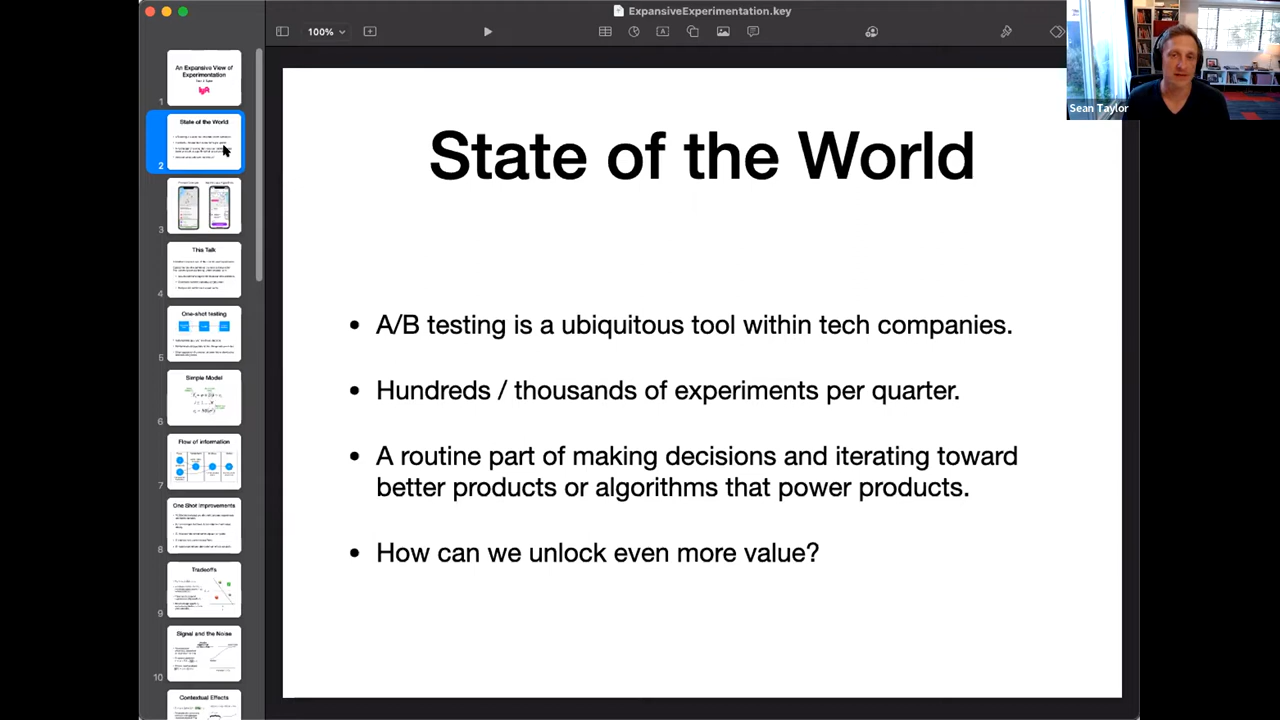 ExpansiveExperimentation.key
100%
An Expansive View of
Experimentation
1
State of the World
2
3
This Talk
4
One-shot testing
5
Simple Model
6
Flow of information
7
One Shot Improvements
8
Tradeoffs
9
Signal and the Noise
10
Contextual Effects
State of the World
• A/B testing is a ubiquitous tool within tech companies.
• Hundreds / thousands of experiments per quarter.
• A routine part of making decisions and iterating toward
better products or algorithms that power products.
• How can we unlock even more value?
Sean Taylor